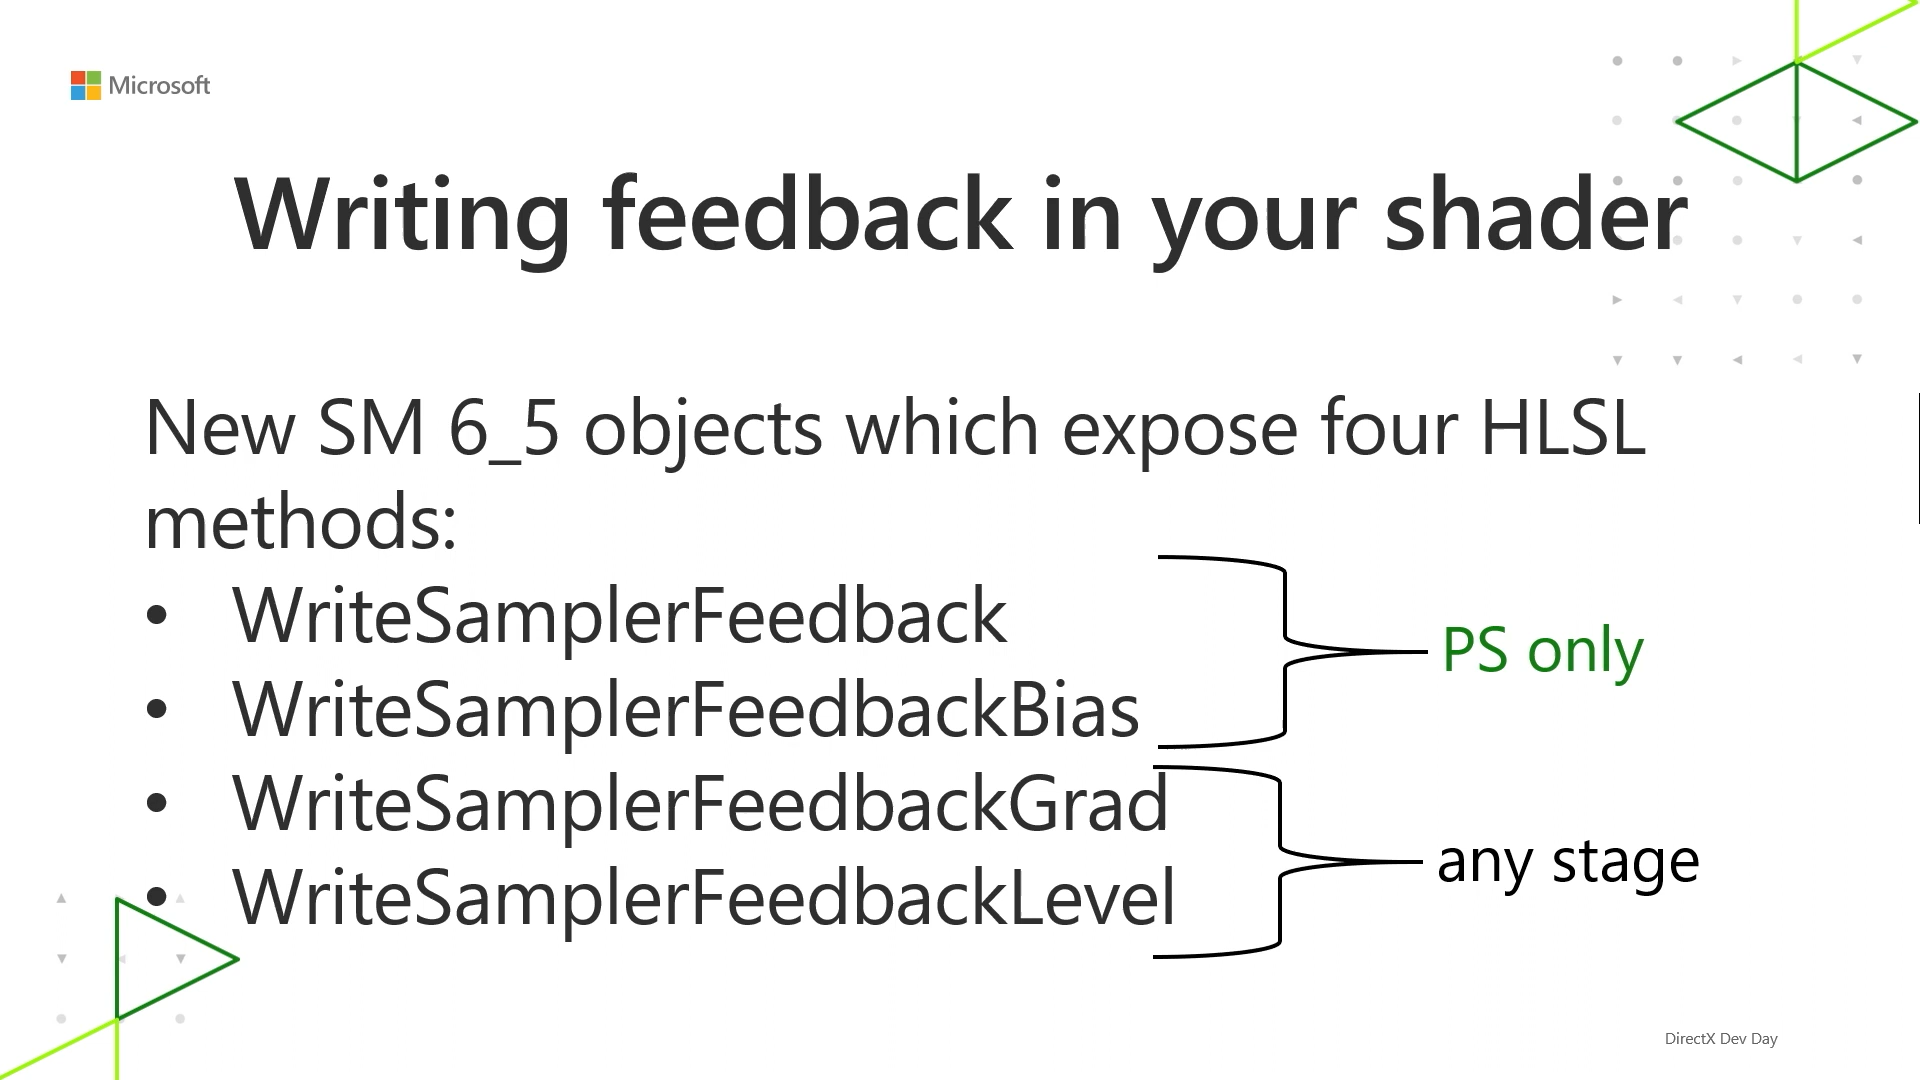 Microsoft
Writing feedback in your shader
New SM 6_5 objects which expose four HLSL
methods:
• WriteSamplerFeedback
• WriteSamplerFeedbackBias
PS only
• WriteSamplerFeedbackGrad
• WriteSamplerFeedbackLevel
any stage
DirectX Dev Day